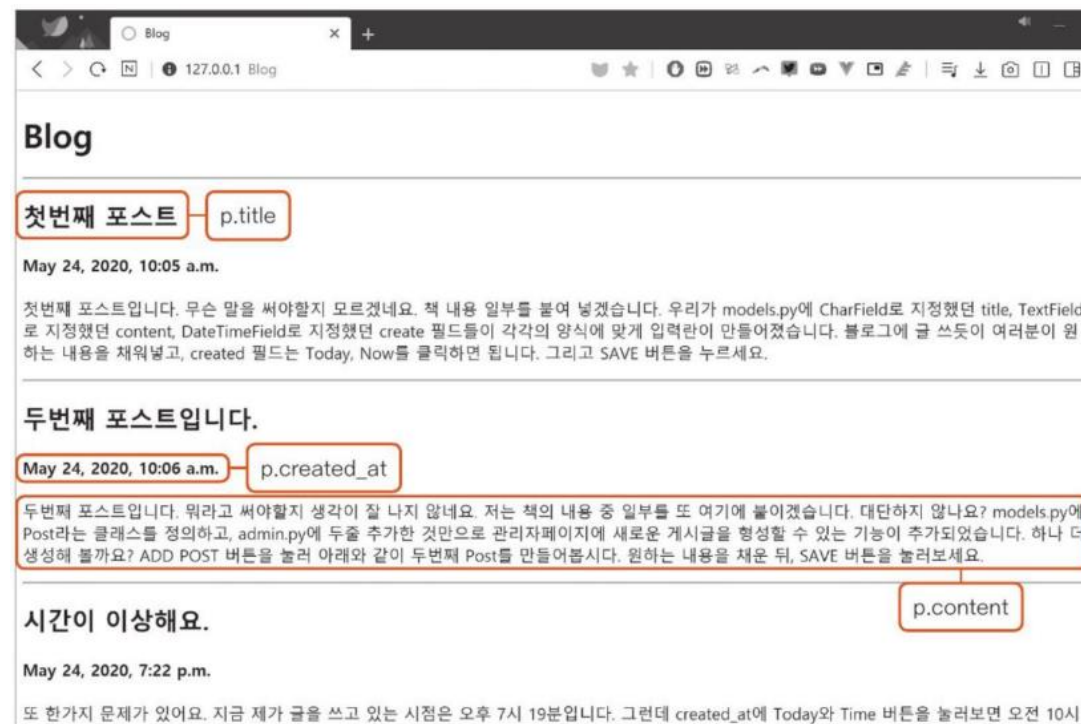 Blog
127.0.0.1 Blog
Blog
첫번째 포스트
p.title
May 24, 2020, 10:05 a.m.
첫번째 포스트입니다. 무슨 말을 써야할지 모르겠네요. 책 내용 일부를 붙여 넣겠습니다. 우리가 models.py에 CharField로 지정했던 title, TextField
로 지정했던 content, DateTimeField로 지정했던 create 필드들이 각각의 양식에 맞게 입력란이 만들어졌습니다. 블로그에 글 쓰듯이 여러분이 원
하는 내용을 채워넣고, created 필드는 Today, Now를 클릭하면 됩니다. 그리고 SAVE 버튼을 누르세요.
두번째 포스트입니다.
May 24, 2020, 10:06 a.m.
p.created_at
두번째 포스트입니다. 뭐라고 써야할지 생각이 잘 나지 않네요. 저는 책의 내용 중 일부를 또 여기에 붙이겠습니다. 대단하지 않나요? models.py에
Post라는 클래스를 정의하고, admin.py에 두줄 추가한 것만으로 관리자페이지에 새로운 게시글을 형성할 수 있는 기능이 추가되었습니다. 하나 더
생성해 볼까요? ADD POST 버튼을 눌러 아래와 같이 두번째 Post를 만들어봅시다. 원하는 내용을 채운 뒤, SAVE 버튼을 눌러보세요.
p.content
시간이 이상해요.
May 24, 2020, 7:22 p.m.
또 한가지 문제가 있어요. 지금 제가 글을 쓰고 있는 시점은 오후 7시 19분입니다. 그런데 created_at에 Today와 Time 버튼을 눌러보면 오전 10시